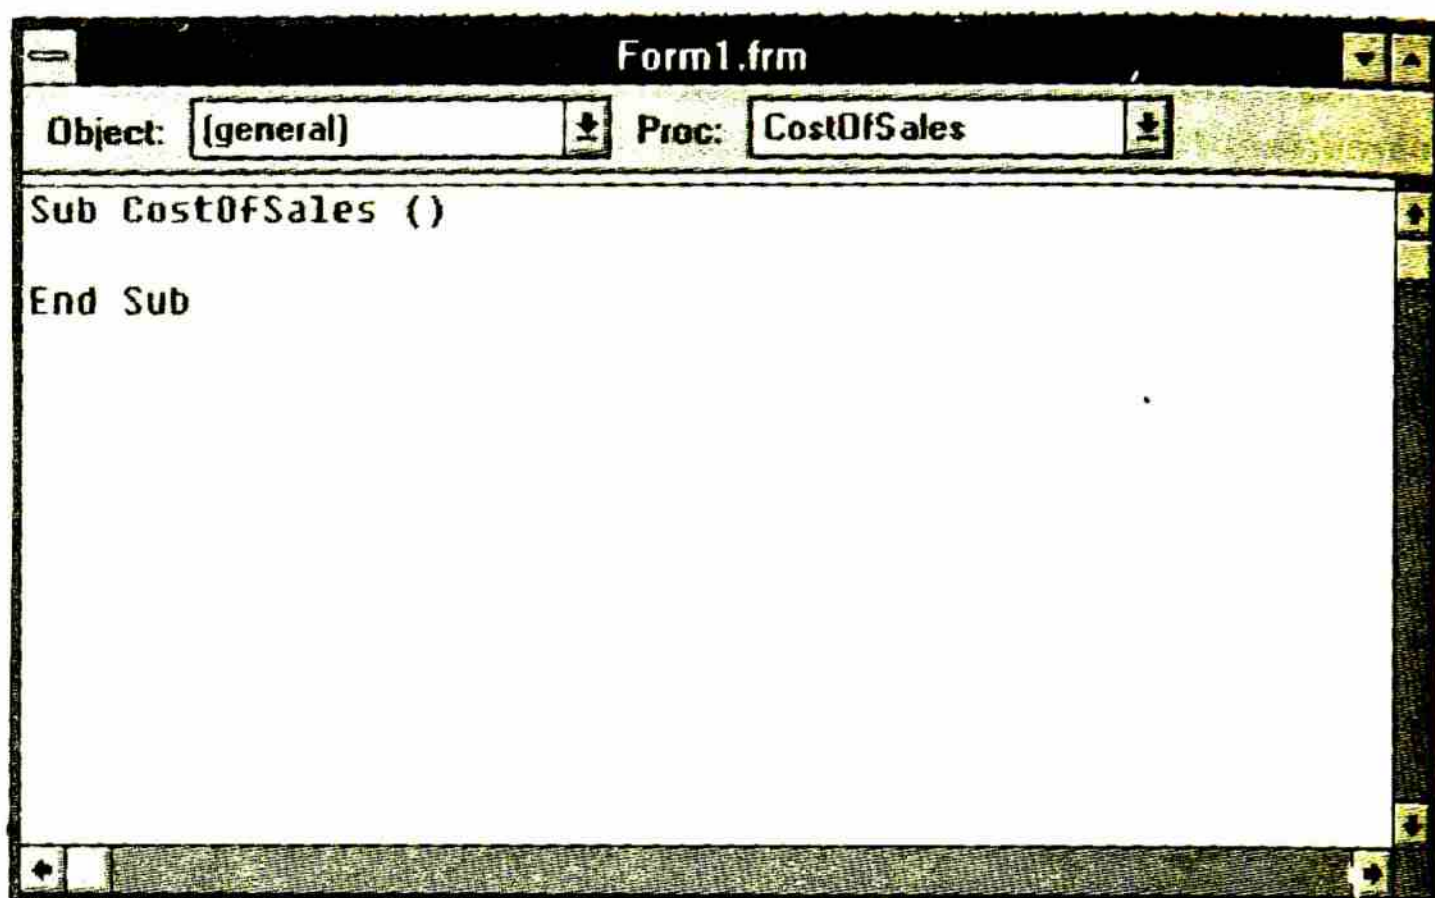 Form1.frm
Object: (general) Proc: CostOfSales
Sub CostOfSales ()
End Sub